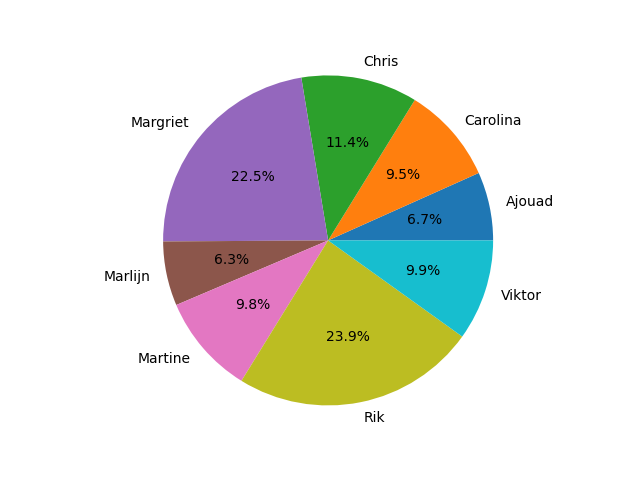 Chris
Margriet
Carolina
11.4%
9.5%
22.5%
Ajouad
6.7%
Marlijn
6.3%
9.9%
Viktor
9.8%
Martine
23.9%
Rik